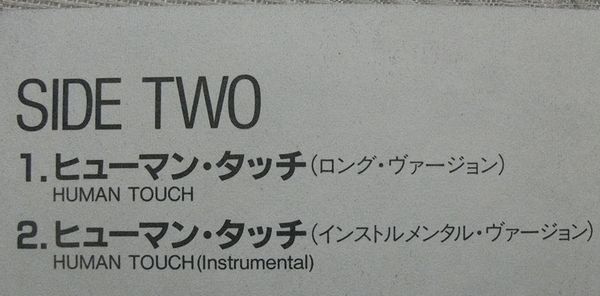 SIDE TWO
1.ヒューマン・タッチ(ロング・ヴァージョン)
HUMAN TOUCH
2.ヒューマン・タッチ(インストルメンタル・ヴァージョン)
HUMAN TOUCH(Instrumental)